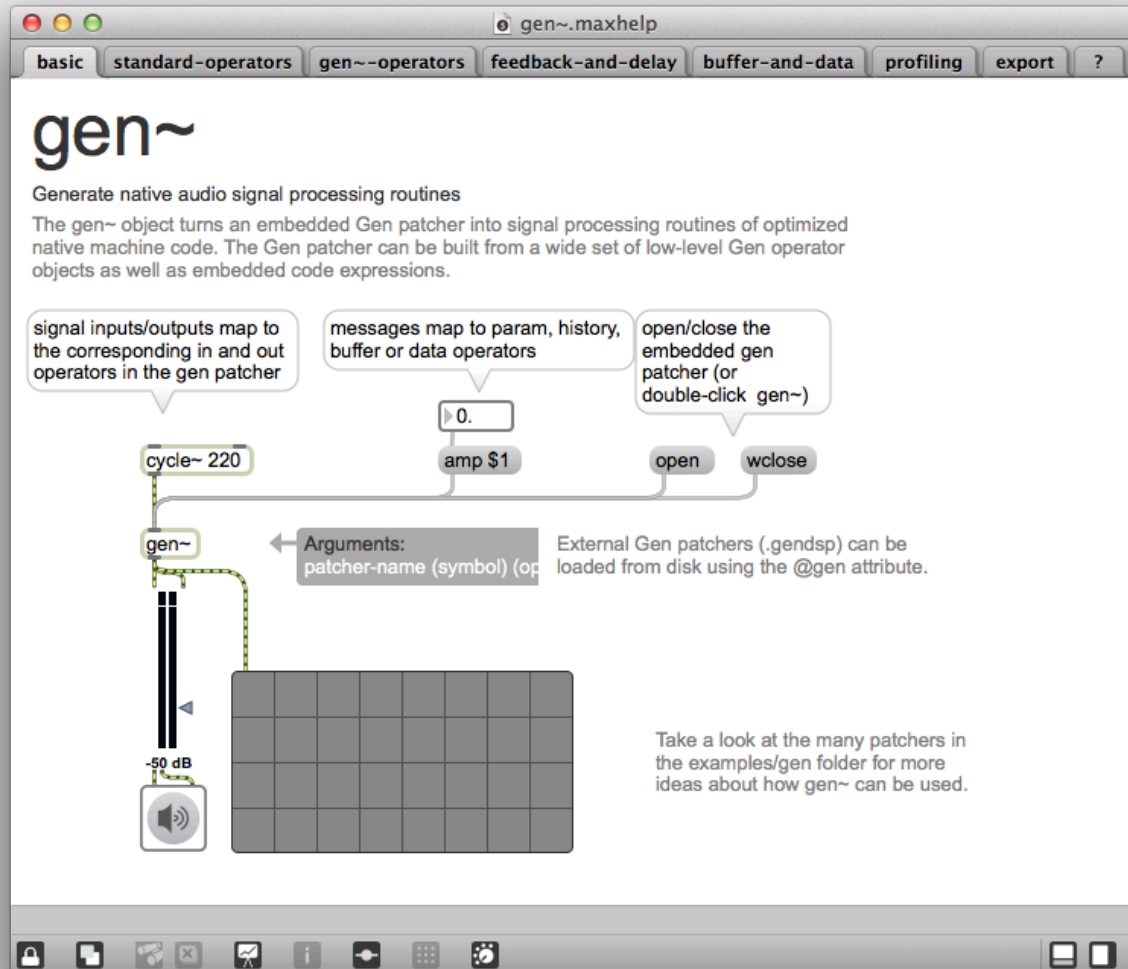 gen~.maxhelp
basic standard-operators gen~-operators feedback-and-delay buffer-and-data profiling export ?
gen~
Generate native audio signal processing routines
The gen~ object turns an embedded Gen patcher into signal processing routines of optimized
native machine code. The Gen patcher can be built from a wide set of low-level Gen operator
objects as well as embedded code expressions.
signal inputs/outputs map to
the corresponding in and out
operators in the gen patcher
messages map to param, history,
buffer or data operators
open/close the
embedded gen
patcher (or
double-click gen~)
0.
cycle~ 220
amp $1
open
wclose
gen~
Arguments:
patcher-name (symbol) (op
External Gen patchers (.gendsp) can be
loaded from disk using the @gen attribute.
-50 dB
Take a look at the many patchers in
the examples/gen folder for more
ideas about how gen~ can be used.